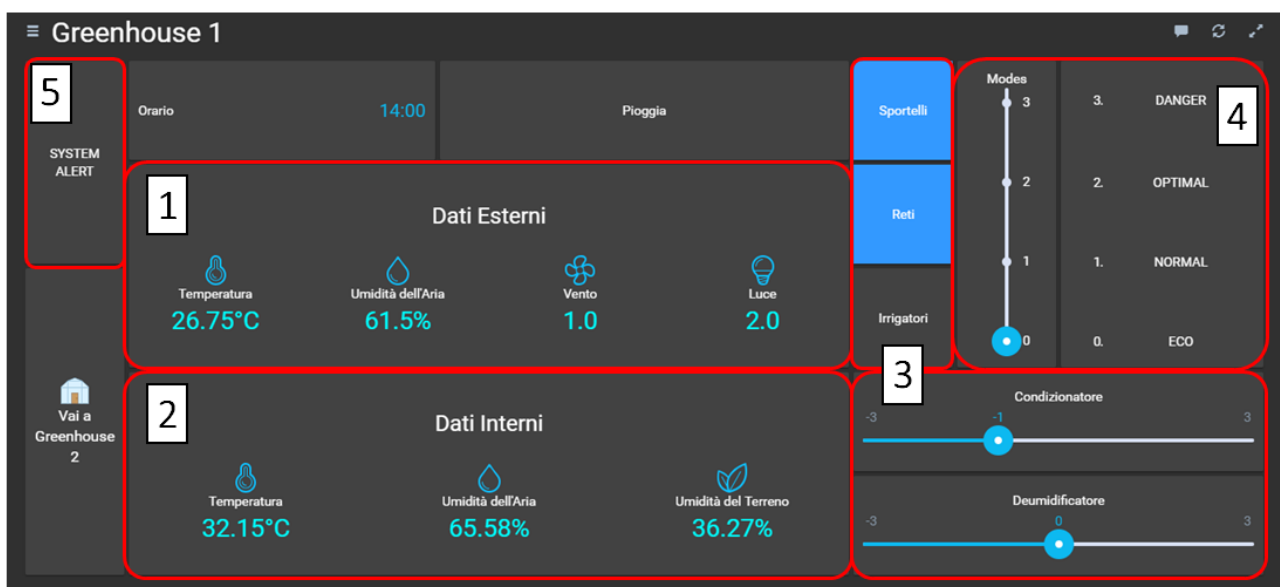 Greenhouse 1
5
SYSTEM
ALERT
Orario 14:00
Pioggia
1
Dati Esterni
Temperatura
26.75°C
Umidità dell'Aria
61.5%
Vento
1.0
Luce
2.0
Vai a
Greenhouse
2
2
Dati Interni
Temperatura
32.15°C
Umidità dell'Aria
65.58%
Umidità del Terreno
36.27%
Sportelli
Reti
Irrigatori
3
Modes
3
2
1
0
4
3. DANGER
2. OPTIMAL
1. NORMAL
0. ECO
Condizionatore
-3 -1 3
Deumidificatore
-3 0 3